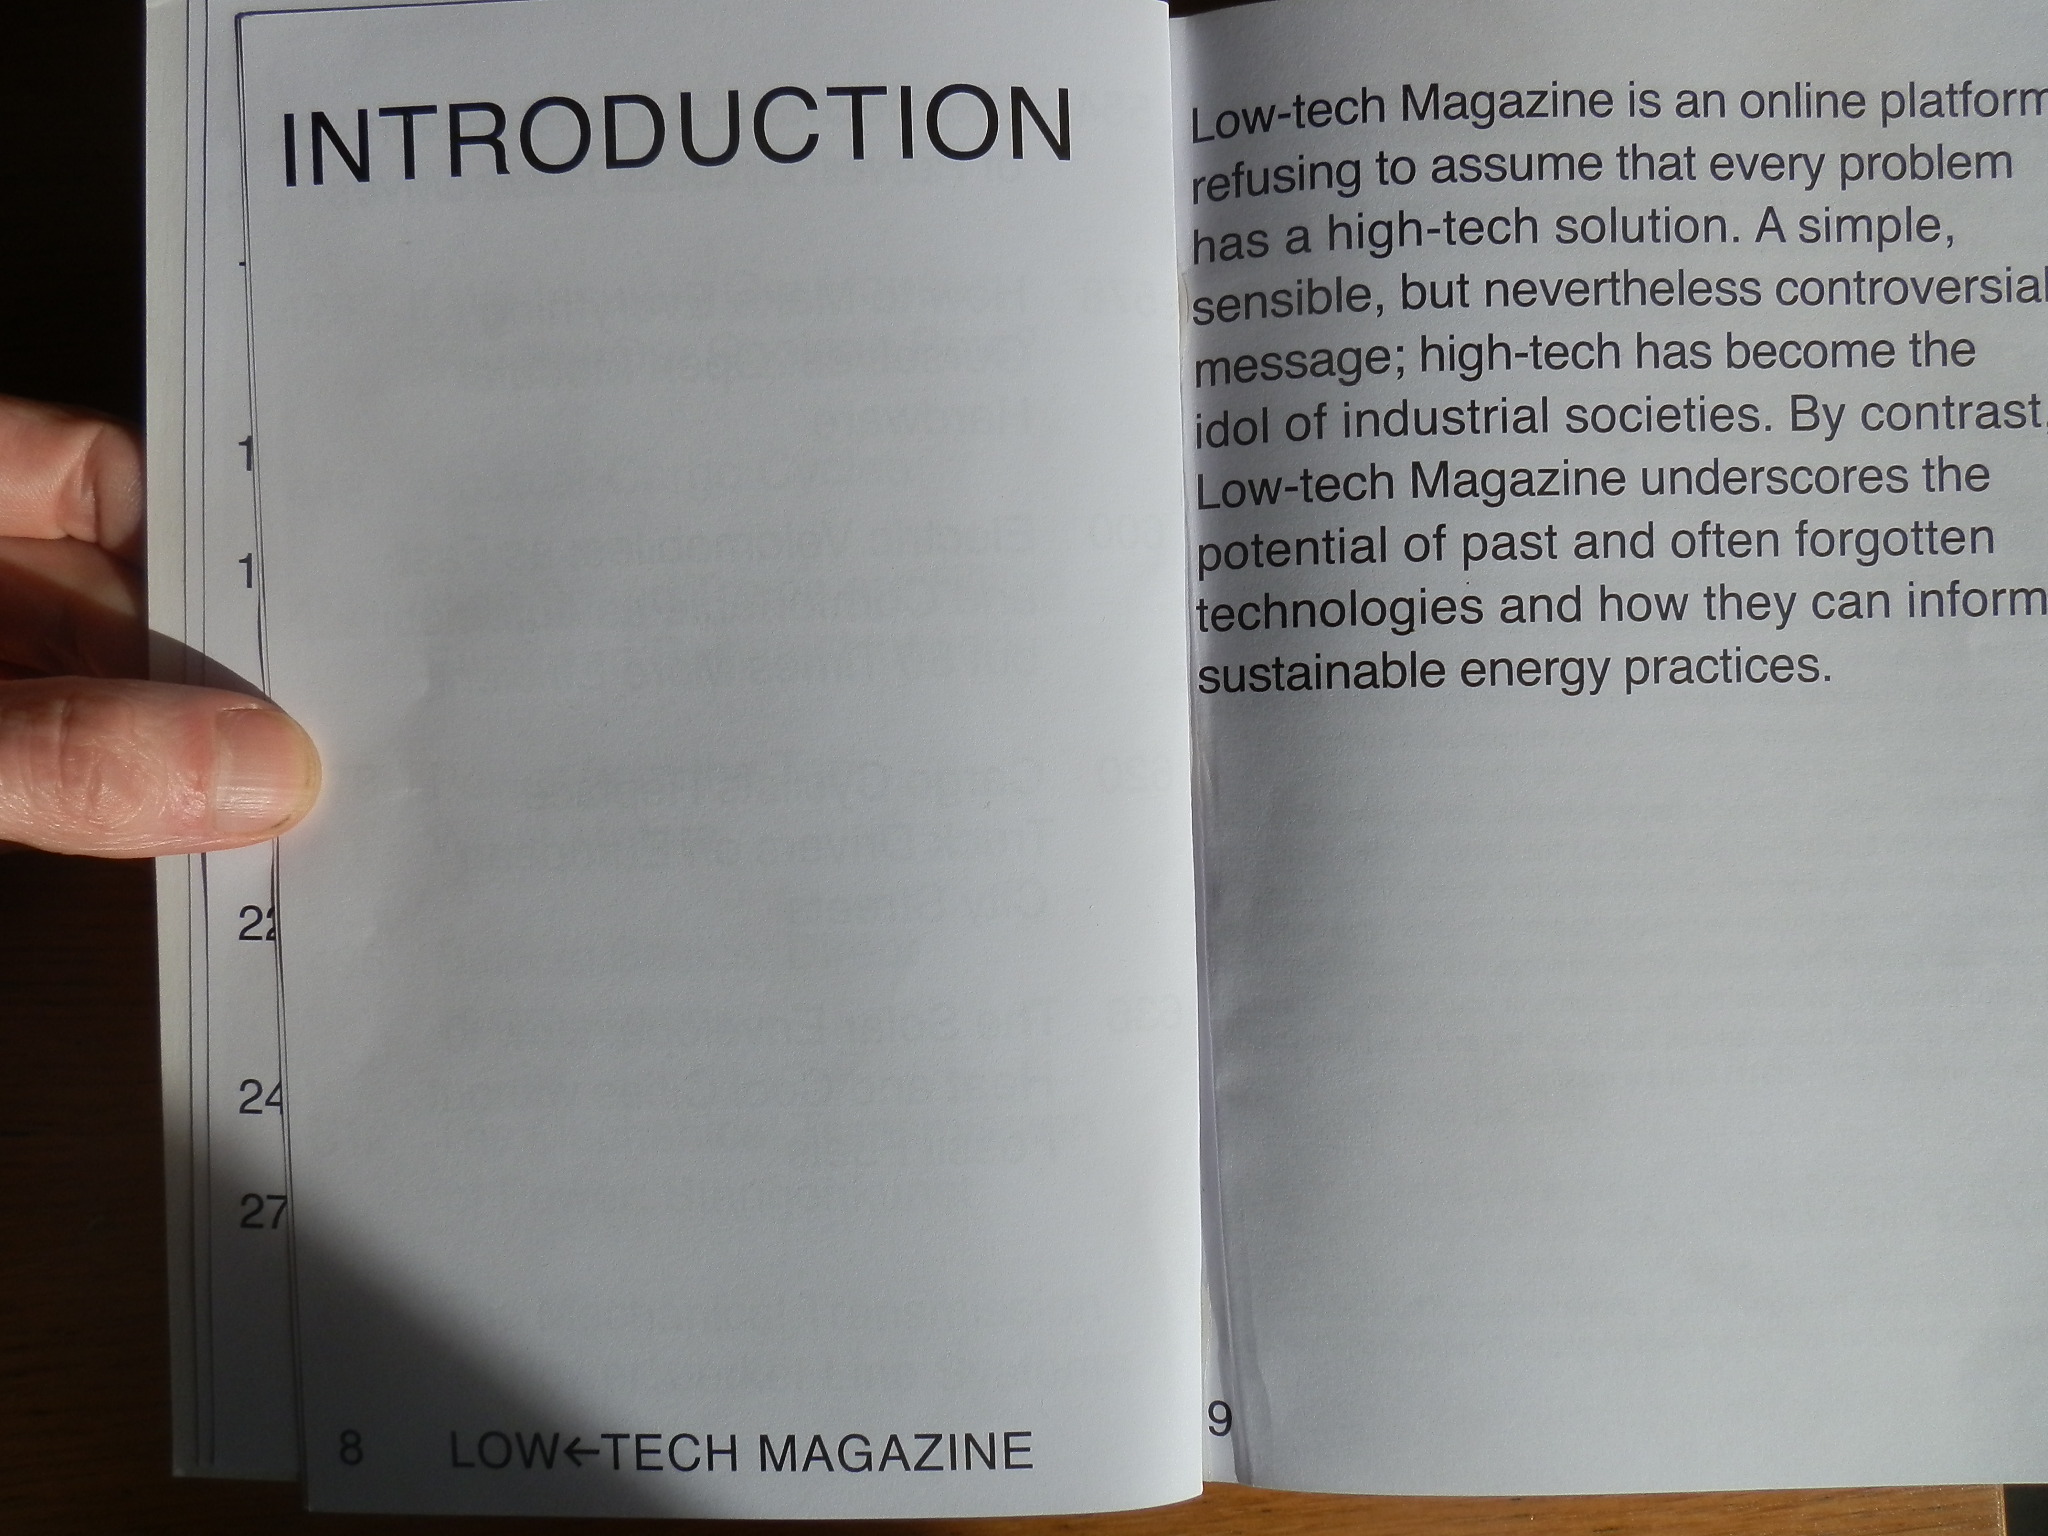 INTRODUCTION
8 LOW←TECH MAGAZINE
Low-tech Magazine is an online platform
refusing to assume that every problem
has a high-tech solution. A simple,
sensible, but nevertheless controversial
message; high-tech has become the
idol of industrial societies. By contrast,
Low-tech Magazine underscores the
potential of past and often forgotten
technologies and how they can inform
sustainable energy practices.
9
1
1
22
24
27